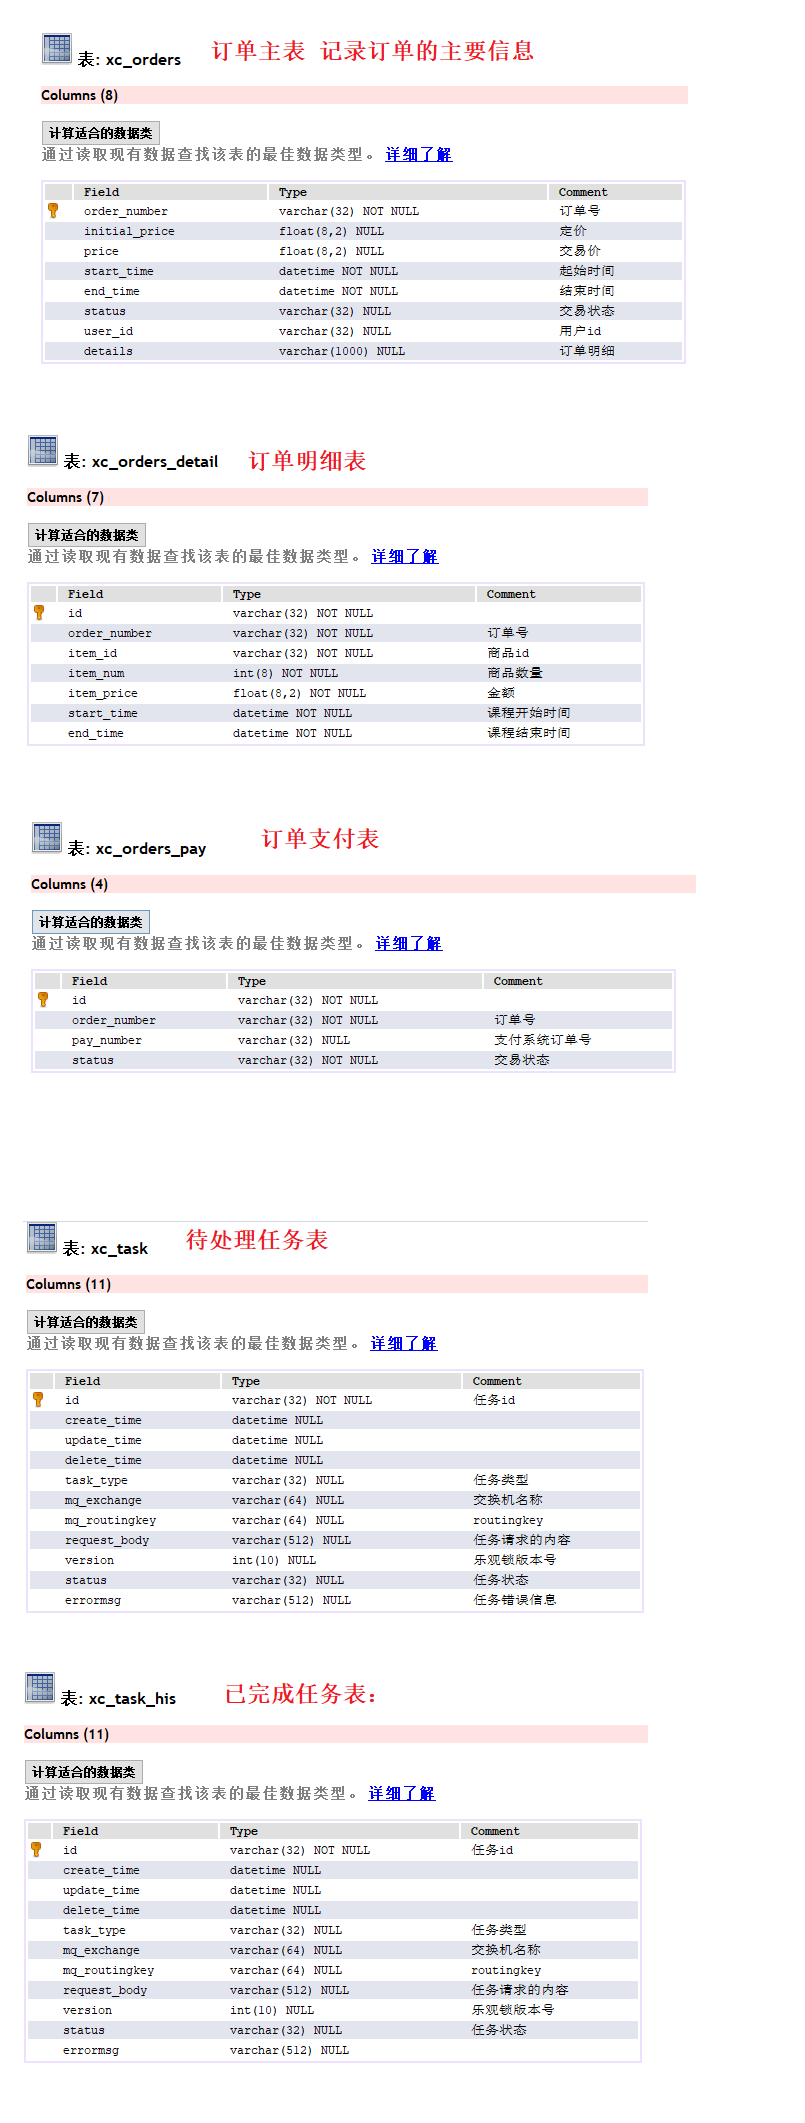 表: xc_orders 订单主表 记录订单的主要信息
Columns (8)
计算适合的数据类
通过读取现有数据查找该表的最佳数据类型。 详细了解
Field Type Comment
order_number varchar(32) NOT NULL 订单号
initial_price float(8,2) NULL 定价
price float(8,2) NULL 交易价
start_time datetime NOT NULL 起始时间
end_time datetime NOT NULL 结束时间
status varchar(32) NULL 交易状态
user_id varchar(32) NULL 用户id
details varchar(1000) NULL 订单明细
表: xc_orders_detail 订单明细表
Columns (7)
计算适合的数据类
通过读取现有数据查找该表的最佳数据类型。 详细了解
Field Type Comment
id varchar(32) NOT NULL
order_number varchar(32) NOT NULL 订单号
item_id varchar(32) NOT NULL 商品id
item_num int(8) NOT NULL 商品数量
item_price float(8,2) NOT NULL 金额
start_time datetime NOT NULL 课程开始时间
end_time datetime NOT NULL 课程结束时间
表: xc_orders_pay 订单支付表
Columns (4)
计算适合的数据类
通过读取现有数据查找该表的最佳数据类型。 详细了解
Field Type Comment
id varchar(32) NOT NULL
order_number varchar(32) NOT NULL 订单号
pay_number varchar(32) NULL 支付系统订单号
status varchar(32) NOT NULL 交易状态
表: xc_task 待处理任务表
Columns (11)
计算适合的数据类
通过读取现有数据查找该表的最佳数据类型。 详细了解
Field Type Comment
id varchar(32) NOT NULL 任务id
create_time datetime NULL
update_time datetime NULL
delete_time datetime NULL
task_type varchar(32) NULL 任务类型
mq_exchange varchar(64) NULL 交换机名称
mq_routingkey varchar(64) NULL routingkey
request_body varchar(512) NULL 任务请求的内容
version int(10) NULL 乐观锁版本号
status varchar(32) NULL 任务状态
errormsg varchar(512) NULL 任务错误信息
表: xc_task_his 已完成任务表:
Columns (11)
计算适合的数据类
通过读取现有数据查找该表的最佳数据类型。 详细了解
Field Type Comment
id varchar(32) NOT NULL 任务id
create_time datetime NULL
update_time datetime NULL
delete_time datetime NULL
task_type varchar(32) NULL 任务类型
mq_exchange varchar(64) NULL 交换机名称
mq_routingkey varchar(64) NULL routingkey
request_body varchar(512) NULL 任务请求的内容
version int(10) NULL 乐观锁版本号
status varchar(32) NULL 任务状态
errormsg varchar(512) NULL